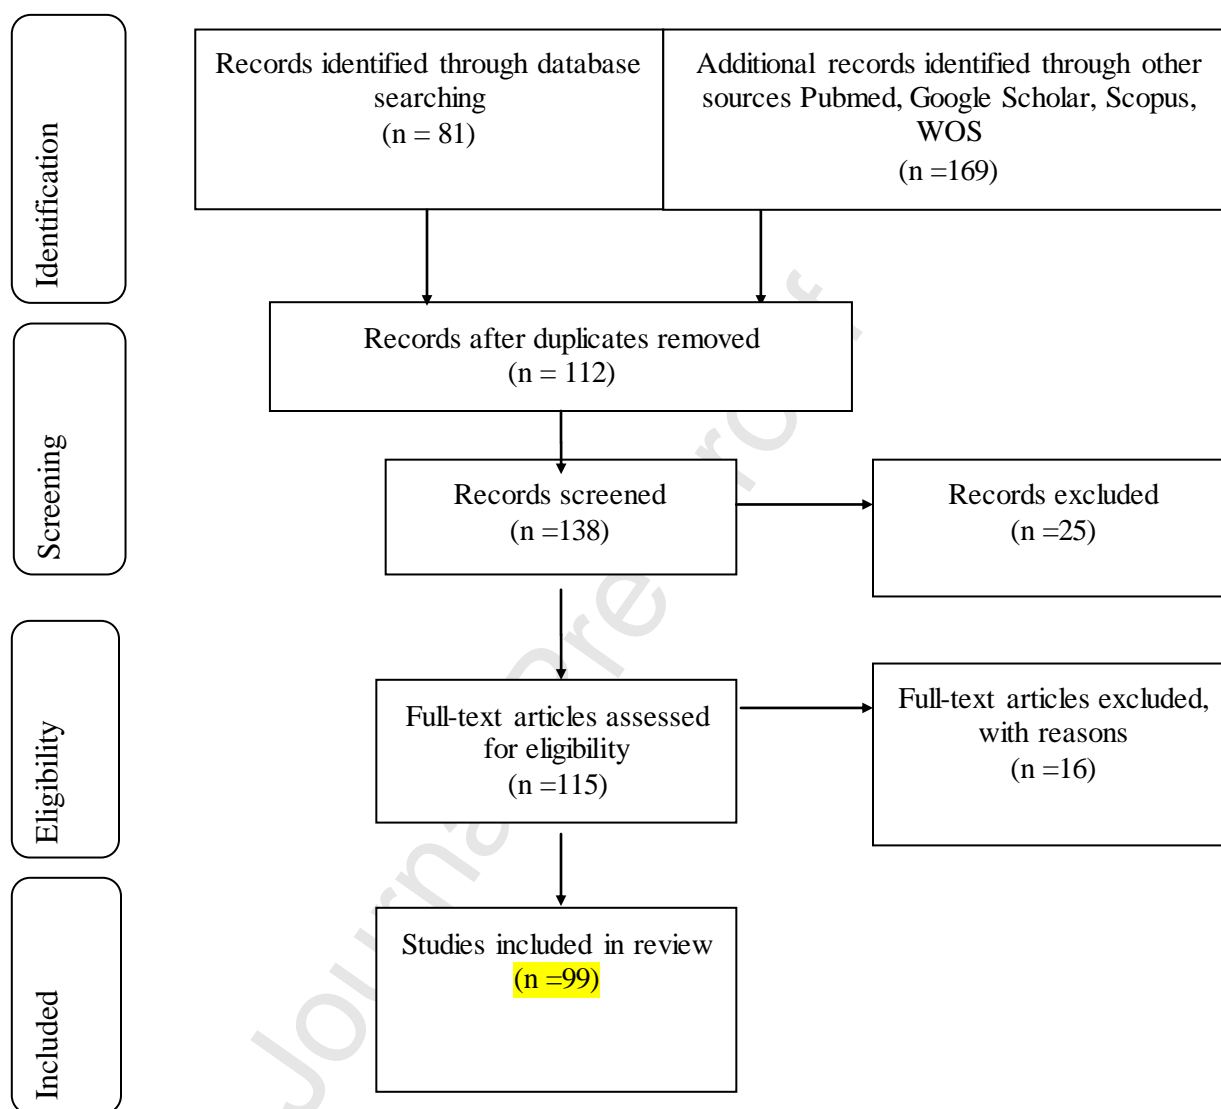 Identification
Records identified through database
searching
(n = 81)
Additional records identified through other
sources Pubmed, Google Scholar, Scopus,
WOS
(n =169)
Records after duplicates removed
(n = 112)
Screening
Records screened
(n =138)
Records excluded
(n =25)
Eligibility
Full-text articles assessed
for eligibility
(n =115)
Full-text articles excluded,
with reasons
(n =16)
Included
Studies included in review
(n =99)